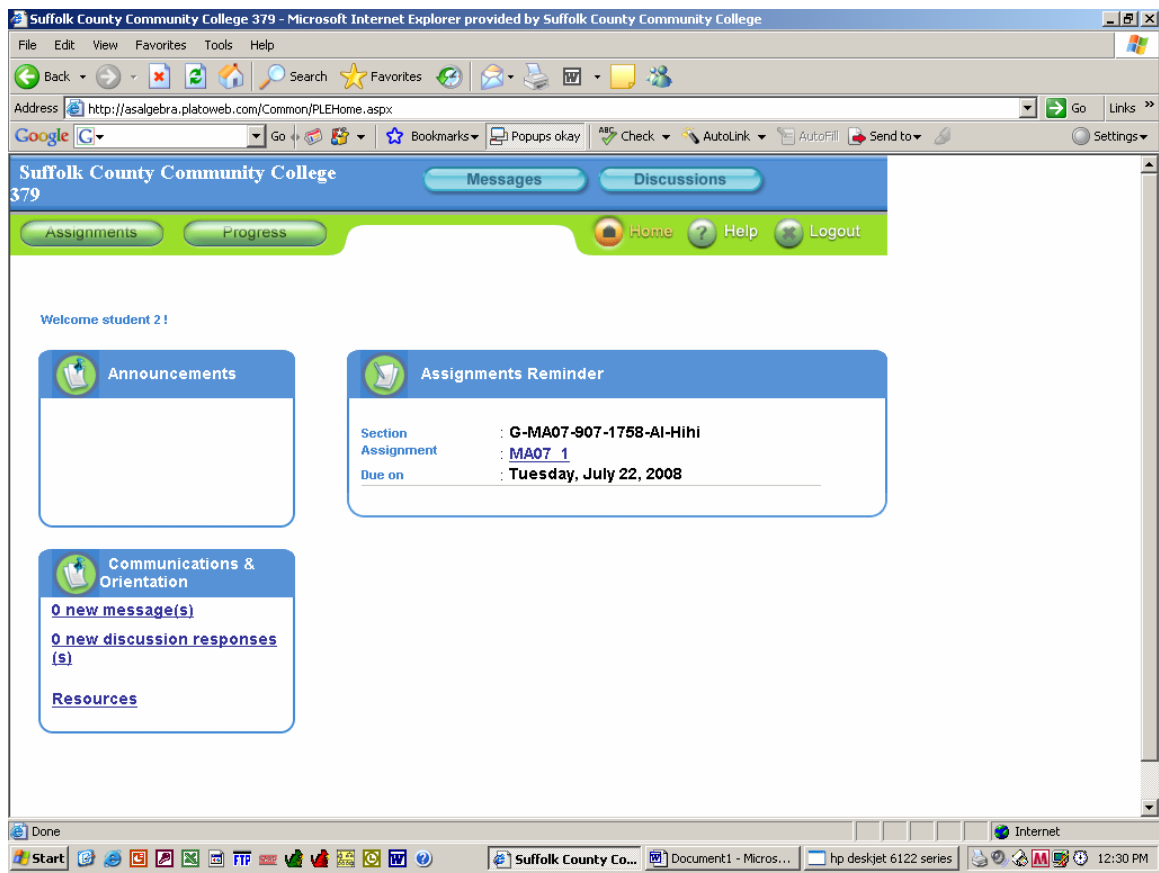 Suffolk County Community College 379 - Microsoft Internet Explorer provided by Suffolk County Community College
File Edit View Favorites Tools Help
Back Search Favorites
Address http://asalgebra.platoweb.com/Common/PLEHome.aspx Go Links »
Google G Go Bookmarks Popups okay ABC Check AutoLink AutoFill Send to Settings
Suffolk County Community College
379
Messages Discussions
Assignments Progress Home ? Help Logout
Welcome student 2 !
Announcements
Assignments Reminder
Section : G-MA07-907-1758-Al-Hihi
Assignment : MA07_1
Due on : Tuesday, July 22, 2008
Communications &
Orientation
0 new message(s)
0 new discussion responses
(s)
Resources
Done Internet
Start FTP Suffolk County Co... Document1 - Micros... hp deskjet 6122 series 12:30 PM